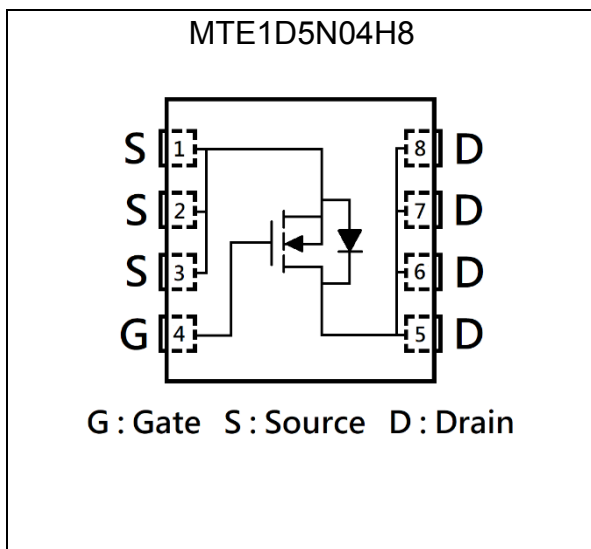 MTE1D5N04H8
S 1 8 D
S 2 7 D
S 3 6 D
G 4 5 D
G : Gate S : Source D : Drain